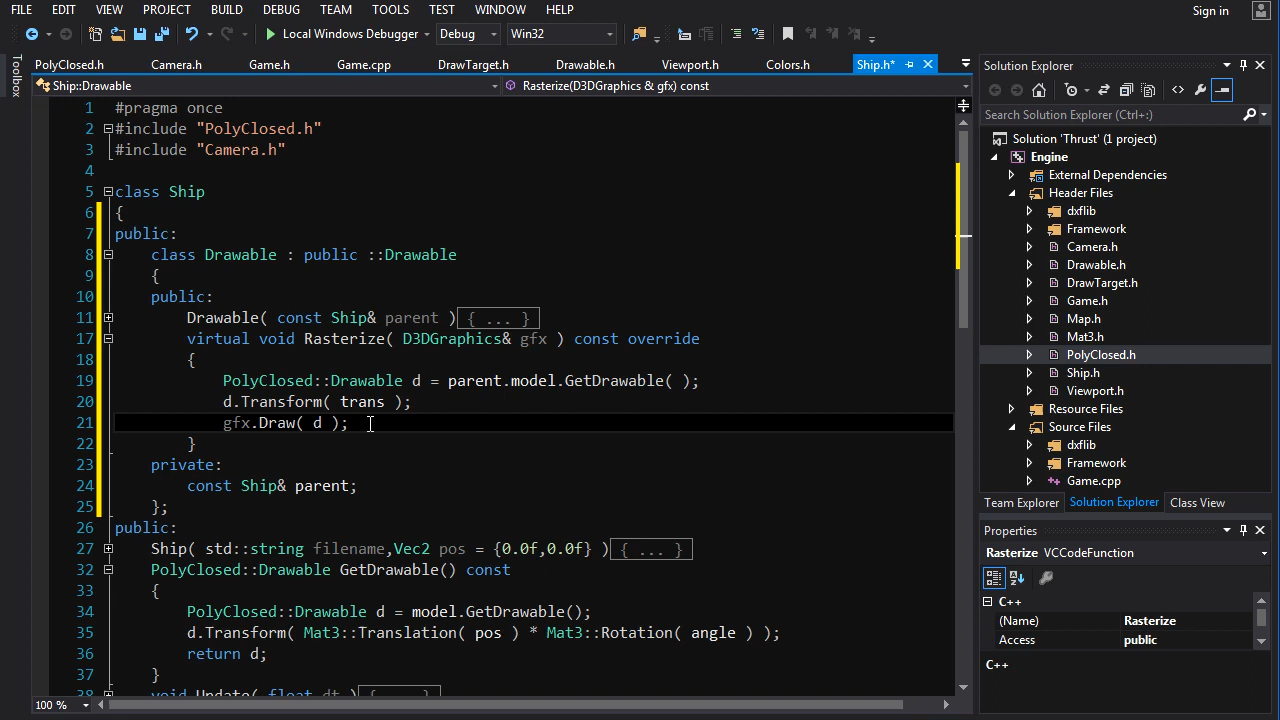 FILE EDIT VIEW PROJECT BUILD DEBUG TEAM TOOLS TEST WINDOW HELP Sign in
Local Windows Debugger Debug Win32
Toolbox
PolyClosed.h Camera.h Game.h Game.cpp DrawTarget.h Drawable.h Viewport.h Colors.h Ship.h*
Ship::Drawable Rasterize(D3DGraphics & gfx) const
1 #pragma once
2 #include "PolyClosed.h"
3 #include "Camera.h"
4
5 class Ship
6 {
7 public:
8 class Drawable : public ::Drawable
9 {
10 public:
11 Drawable( const Ship& parent ){ ... }
17 virtual void Rasterize( D3DGraphics& gfx ) const override
18 {
19 PolyClosed::Drawable d = parent.model.GetDrawable( );
20 d.Transform( trans );
21 gfx.Draw( d );
22 }
23 private:
24 const Ship& parent;
25 };
26 public:
27 Ship( std::string filename,Vec2 pos = {0.0f,0.0f} ){ ... }
32 PolyClosed::Drawable GetDrawable() const
33 {
34 PolyClosed::Drawable d = model.GetDrawable();
35 d.Transform( Mat3::Translation( pos ) * Mat3::Rotation( angle ) );
36 return d;
37 }
38 void Update( float dt ){ ... }
100 %
Solution Explorer
Search Solution Explorer (Ctrl+;)
Solution 'Thrust' (1 project)
Engine
External Dependencies
Header Files
dxflib
Framework
Camera.h
Drawable.h
DrawTarget.h
Game.h
Map.h
Mat3.h
PolyClosed.h
Ship.h
Viewport.h
Resource Files
Source Files
dxflib
Framework
Game.cpp
Team Explorer Solution Explorer Class View
Properties
Rasterize VCCodeFunction
C++
(Name) Rasterize
Access public
C++